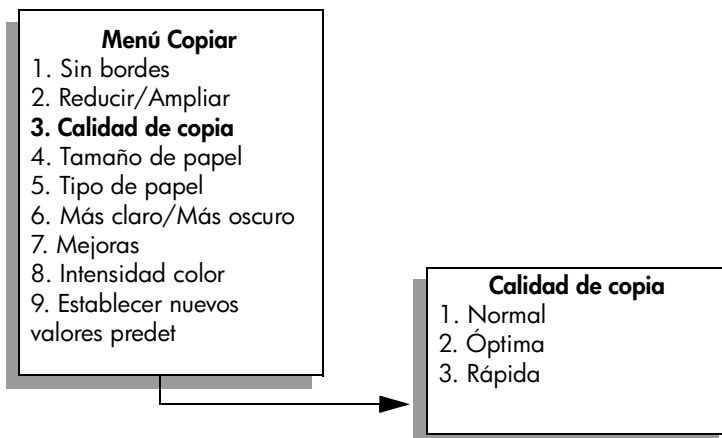 Menú Copiar
1. Sin bordes
2. Reducir/Ampliar
3. Calidad de copia
4. Tamaño de papel
5. Tipo de papel
6. Más claro/Más oscuro
7. Mejoras
8. Intensidad color
9. Establecer nuevos
valores predet
Calidad de copia
1. Normal
2. Óptima
3. Rápida